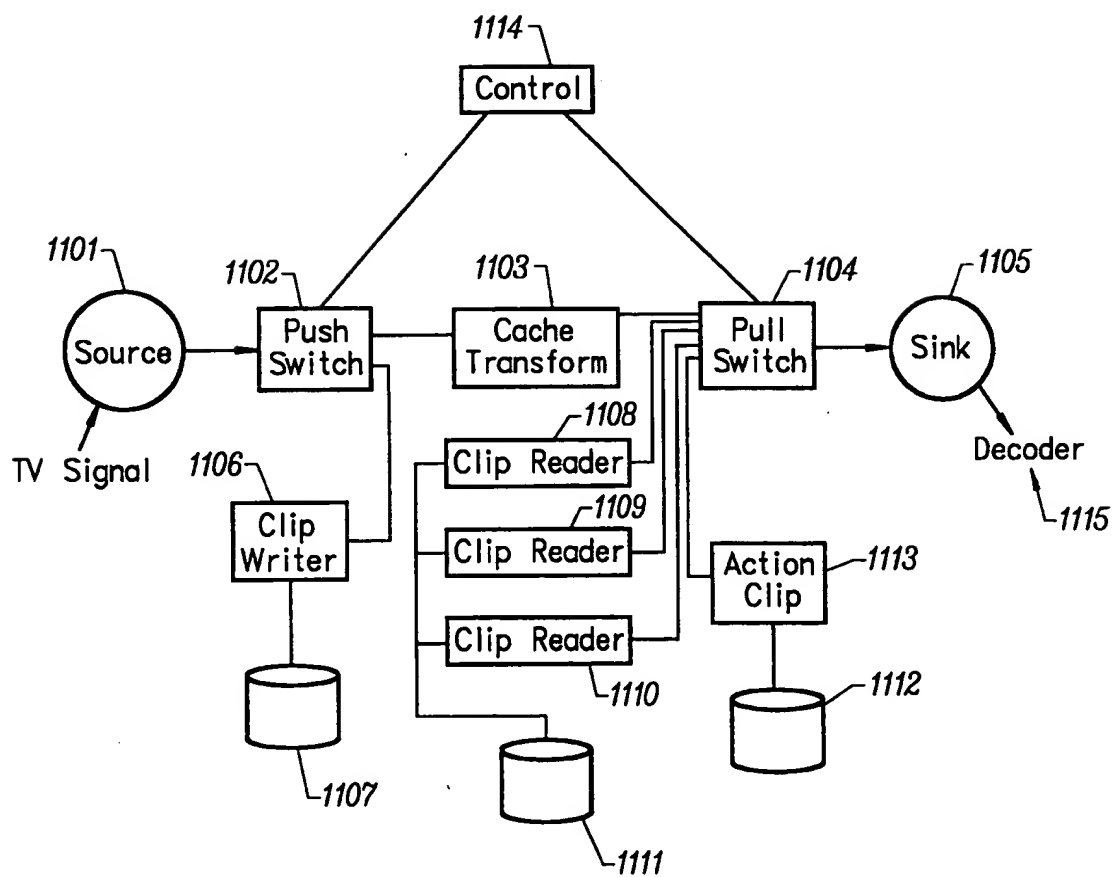 1114
Control
1101
1102
1103
1104
1105
Source
Push
Switch
Cache
Transform
Pull
Switch
Sink
TV Signal
1108
Clip Reader
Decoder
1106
Clip
Writer
1109
Clip Reader
1115
Action
Clip
1113
Clip Reader
1110
1112
1107
1111